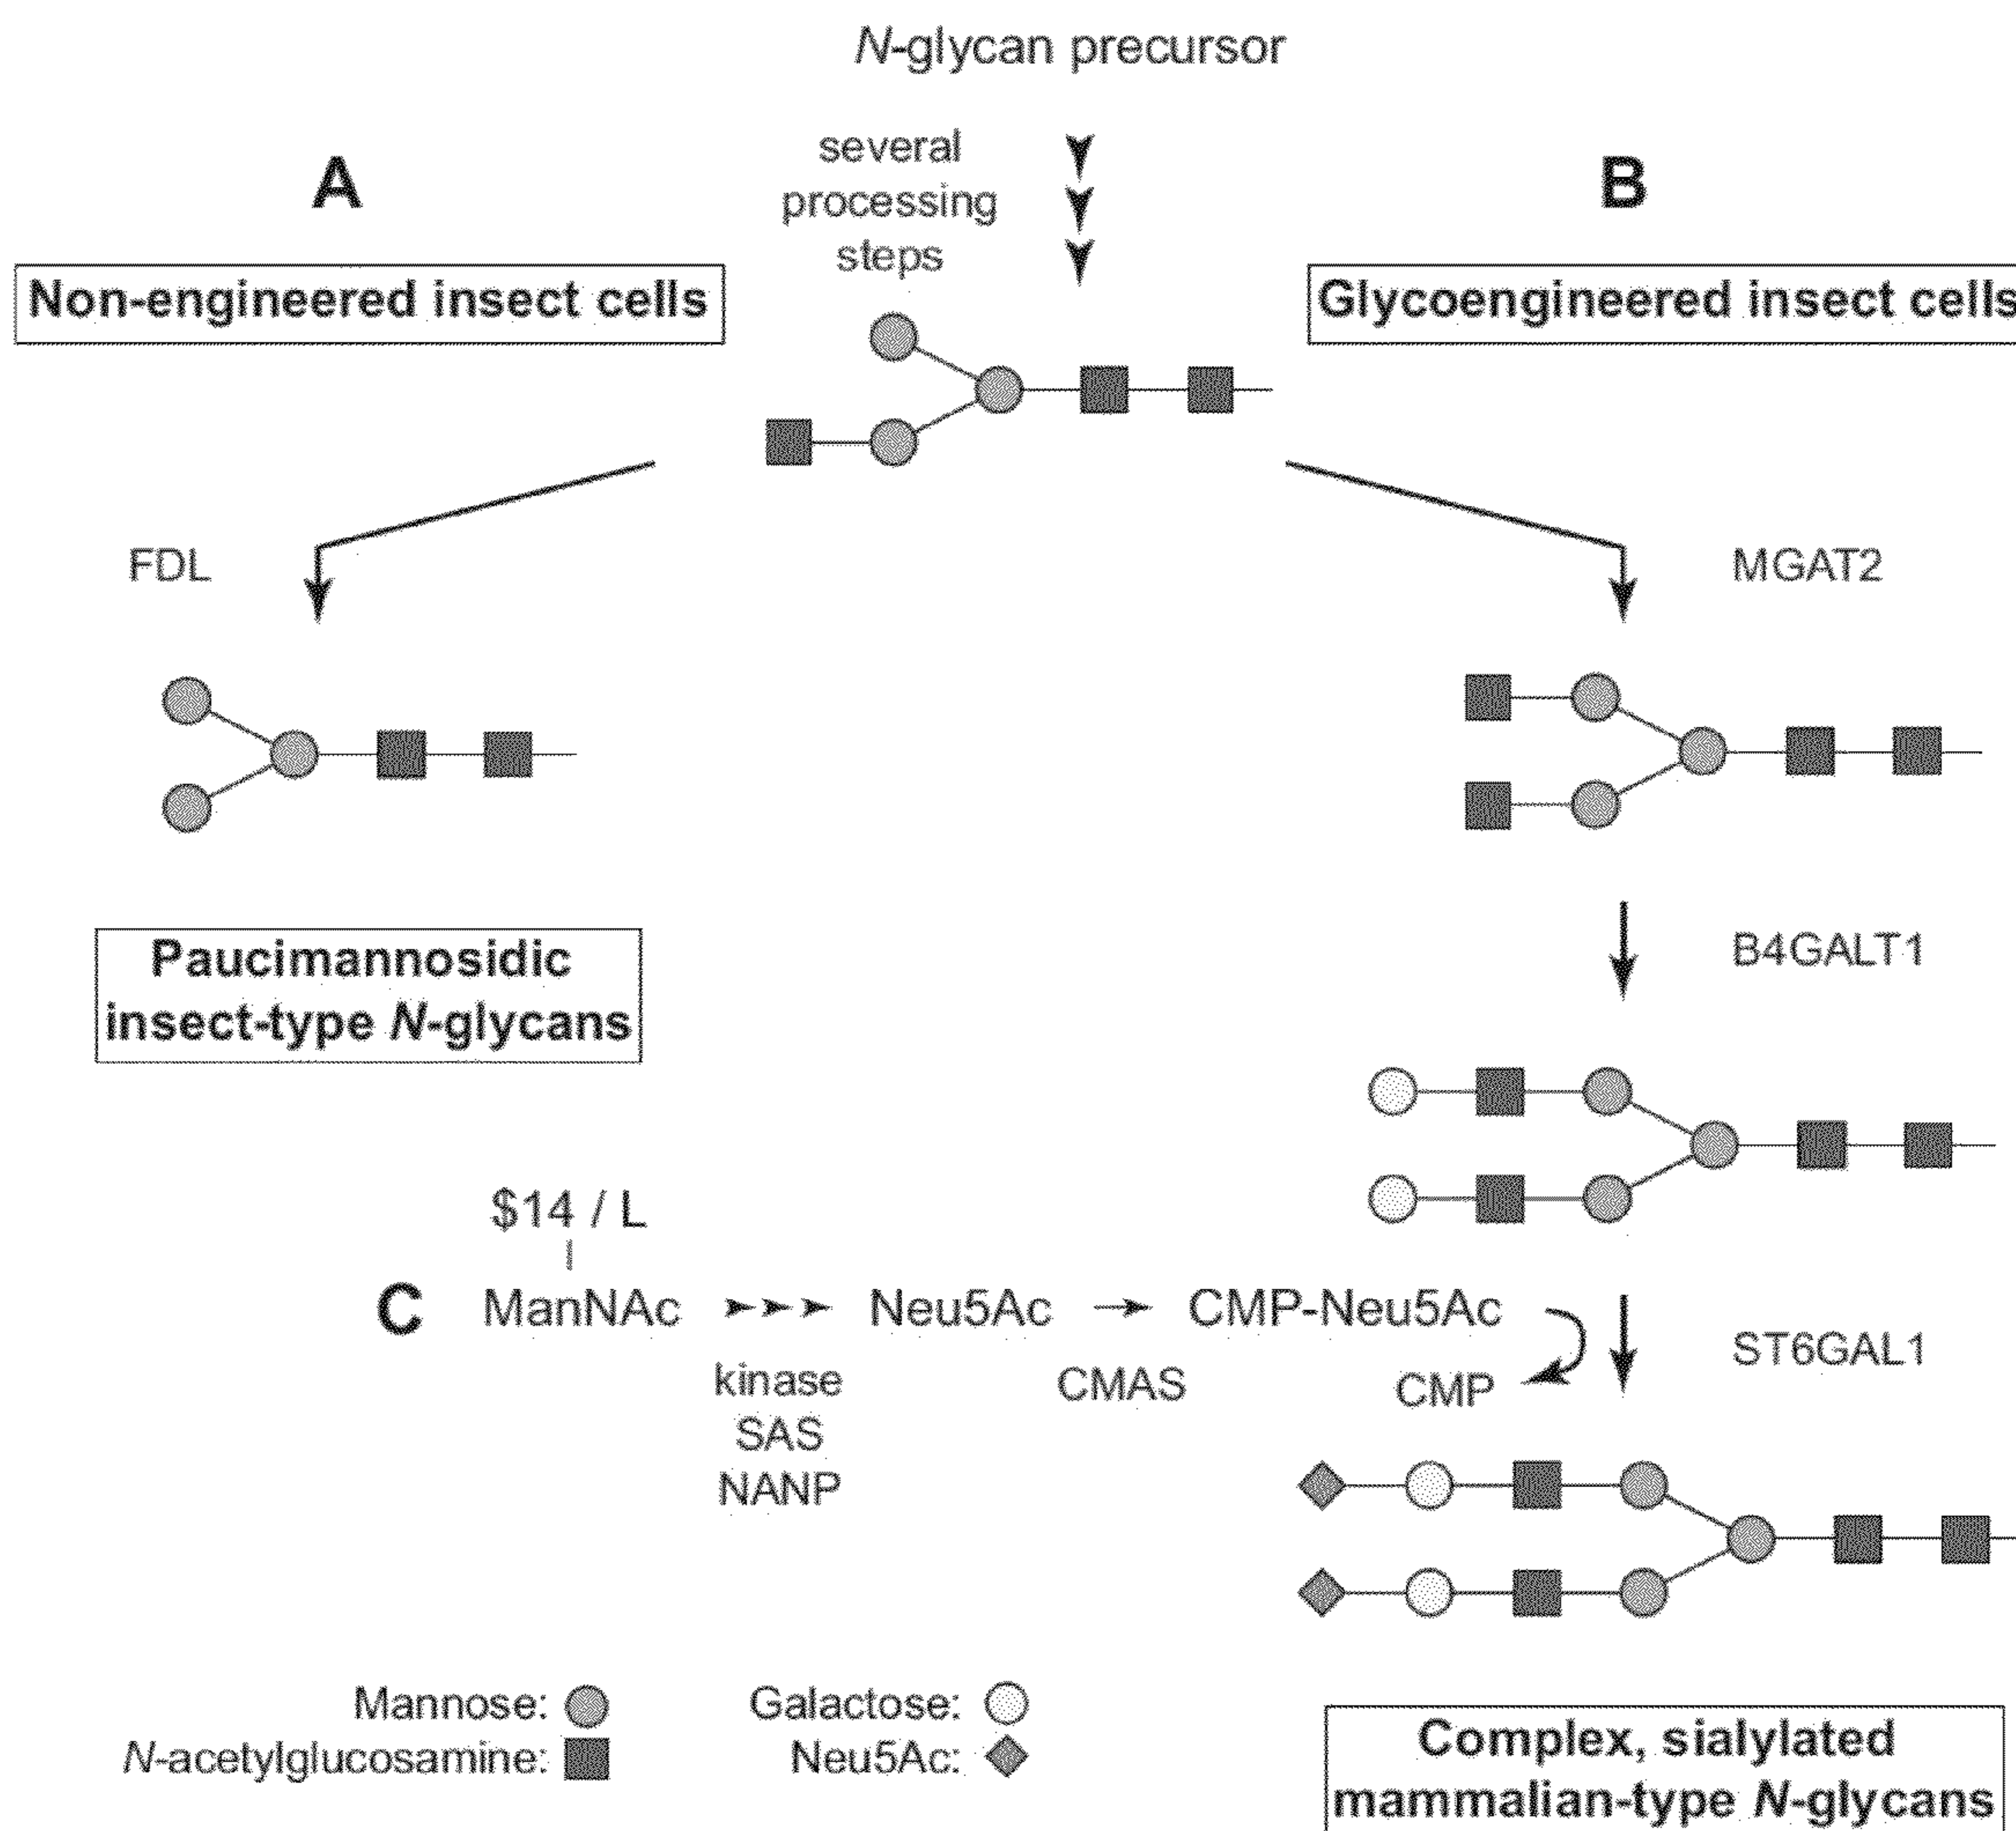 N-glycan precursor
several
processing
steps
A
B
Non-engineered insect cells
Glycoengineered insect cells
FDL
MGAT2
Paucimannosidic
insect-type N-glycans
B4GALT1
$14 / L
C
ManNAc
Neu5Ac
CMP-Neu5Ac
kinase
SAS
NANP
CMAS
CMP
ST6GAL1
Mannose:
N-acetylglucosamine:
Galactose:
Neu5Ac:
Complex, sialylated
mammalian-type N-glycans